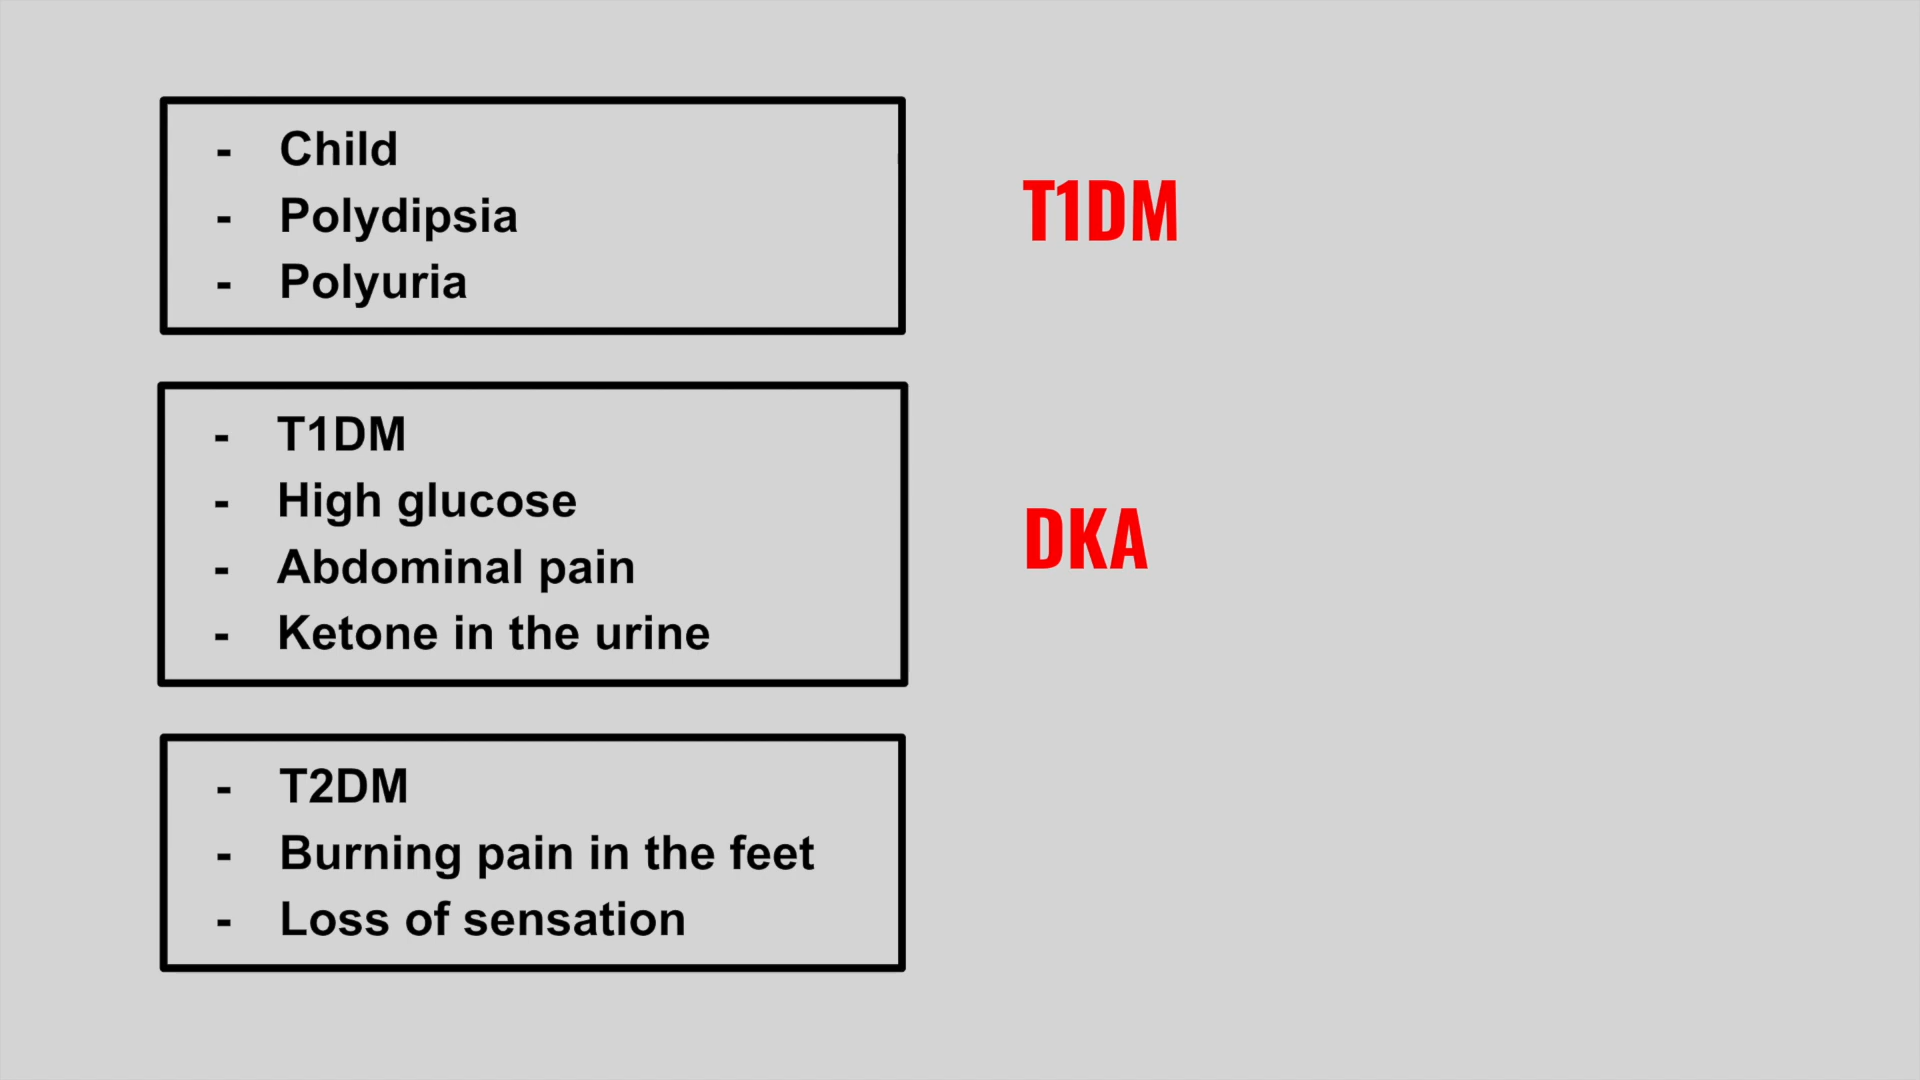 - Child
- Polydipsia
- Polyuria
T1DM
- T1DM
- High glucose
- Abdominal pain
- Ketone in the urine
DKA
- T2DM
- Burning pain in the feet
- Loss of sensation